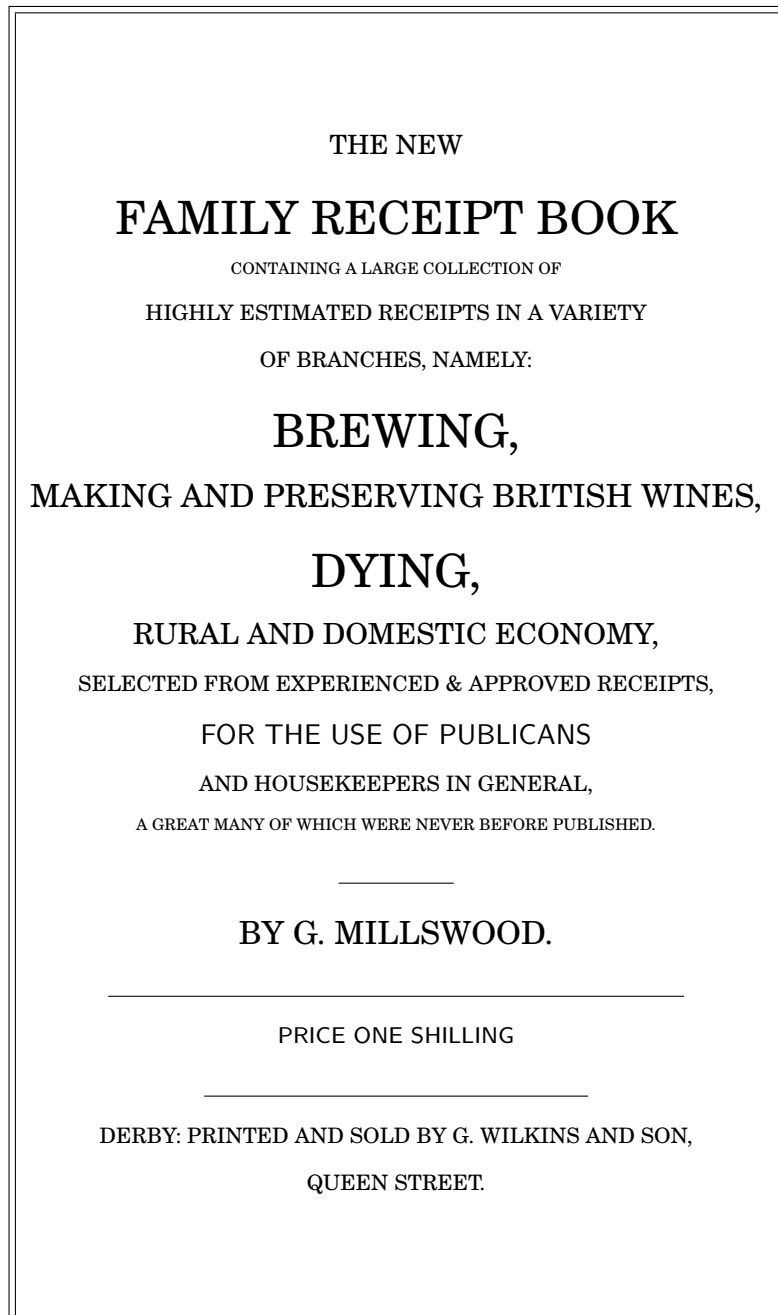 THE NEW
FAMILY RECEIPT BOOK
CONTAINING A LARGE COLLECTION OF
HIGHLY ESTIMATED RECEIPTS IN A VARIETY
OF BRANCHES, NAMELY:
BREWING,
MAKING AND PRESERVING BRITISH WINES,
DYING,
RURAL AND DOMESTIC ECONOMY,
SELECTED FROM EXPERIENCED & APPROVED RECEIPTS,
FOR THE USE OF PUBLICANS
AND HOUSEKEEPERS IN GENERAL,
A GREAT MANY OF WHICH WERE NEVER BEFORE PUBLISHED.
BY G. MILLSWOOD.
PRICE ONE SHILLING
DERBY: PRINTED AND SOLD BY G. WILKINS AND SON,
QUEEN STREET.